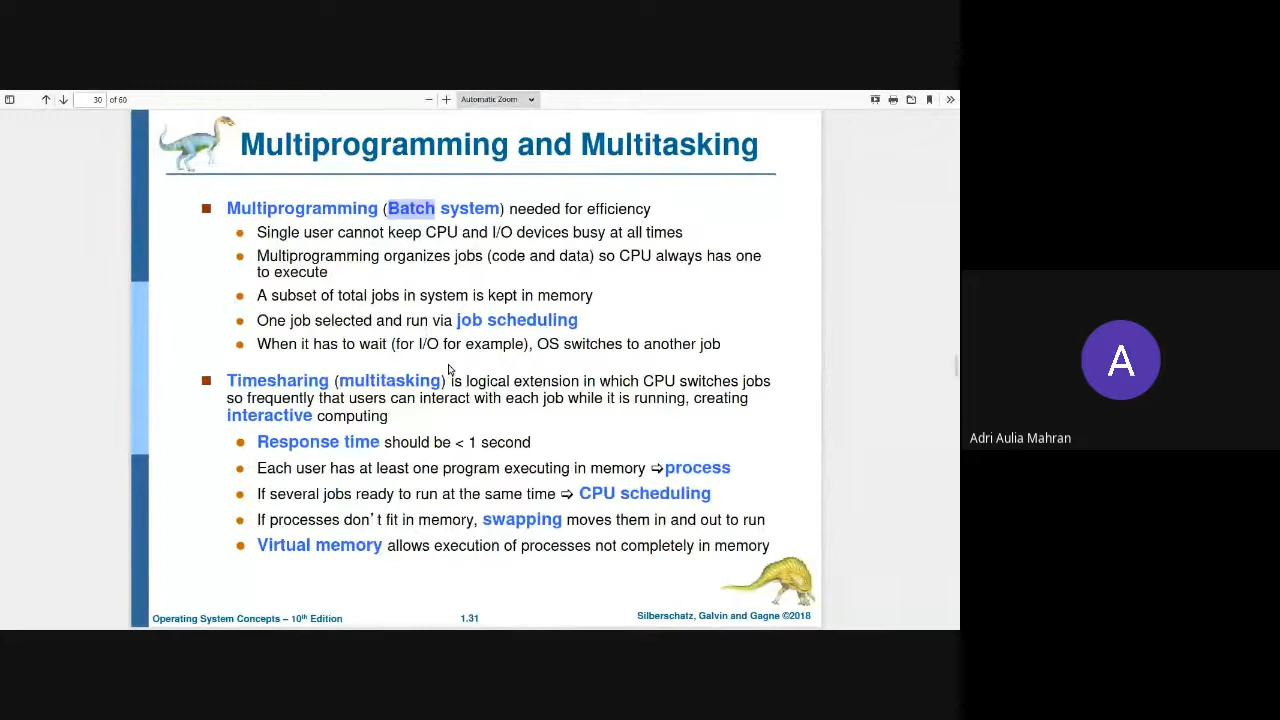 30 of 60
Automatic Zoom
Multiprogramming and Multitasking
Multiprogramming (Batch system) needed for efficiency
Single user cannot keep CPU and I/O devices busy at all times
Multiprogramming organizes jobs (code and data) so CPU always has one
to execute
A subset of total jobs in system is kept in memory
One job selected and run via job scheduling
When it has to wait (for I/O for example), OS switches to another job
Timesharing (multitasking) is logical extension in which CPU switches jobs
so frequently that users can interact with each job while it is running, creating
interactive computing
Response time should be < 1 second
Each user has at least one program executing in memory ⇨process
If several jobs ready to run at the same time ⇨ CPU scheduling
If processes don’t fit in memory, swapping moves them in and out to run
Virtual memory allows execution of processes not completely in memory
Operating System Concepts – 10th Edition
1.31
Silberschatz, Galvin and Gagne ©2018
A
Adri Aulia Mahran